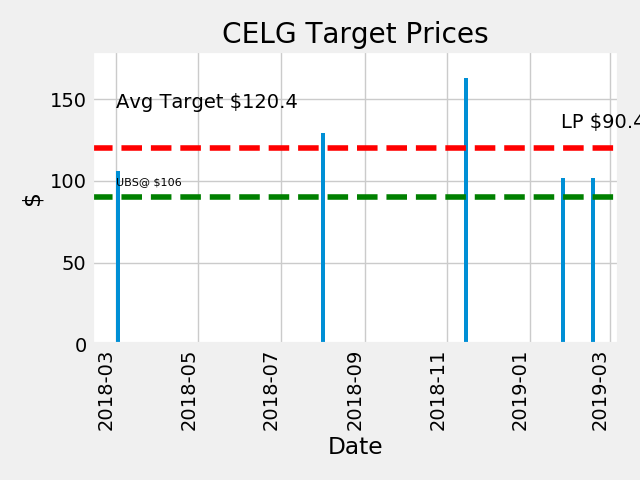 CELG Target Prices
150
Avg Target $120.4
LP $90.4
100
UBS@ $106
$
50
0
2018-03
2018-05
2018-07
2018-09
2018-11
2019-01
2019-03
Date